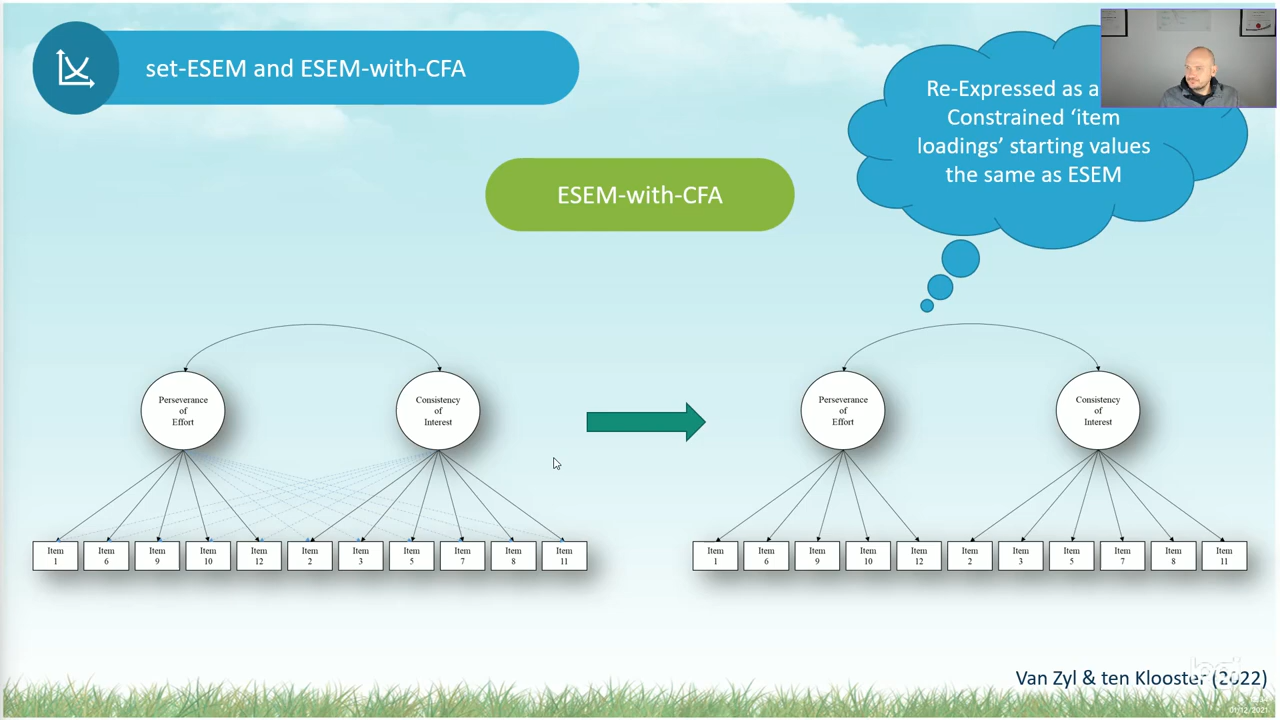 set-ESEM and ESEM-with-CFA
Re-Expressed as a
Constrained ‘item
loadings’ starting values
the same as ESEM
ESEM-with-CFA
Perseverance
of
Effort
Consistency
of
Interest
Perseverance
of
Effort
Consistency
of
Interest
Item
1
Item
6
Item
9
Item
10
Item
12
Item
2
Item
3
Item
5
Item
7
Item
8
Item
11
Item
1
Item
6
Item
9
Item
10
Item
12
Item
2
Item
3
Item
5
Item
7
Item
8
Item
11
Van Zyl & ten Klooster (2022)
01/12/2021